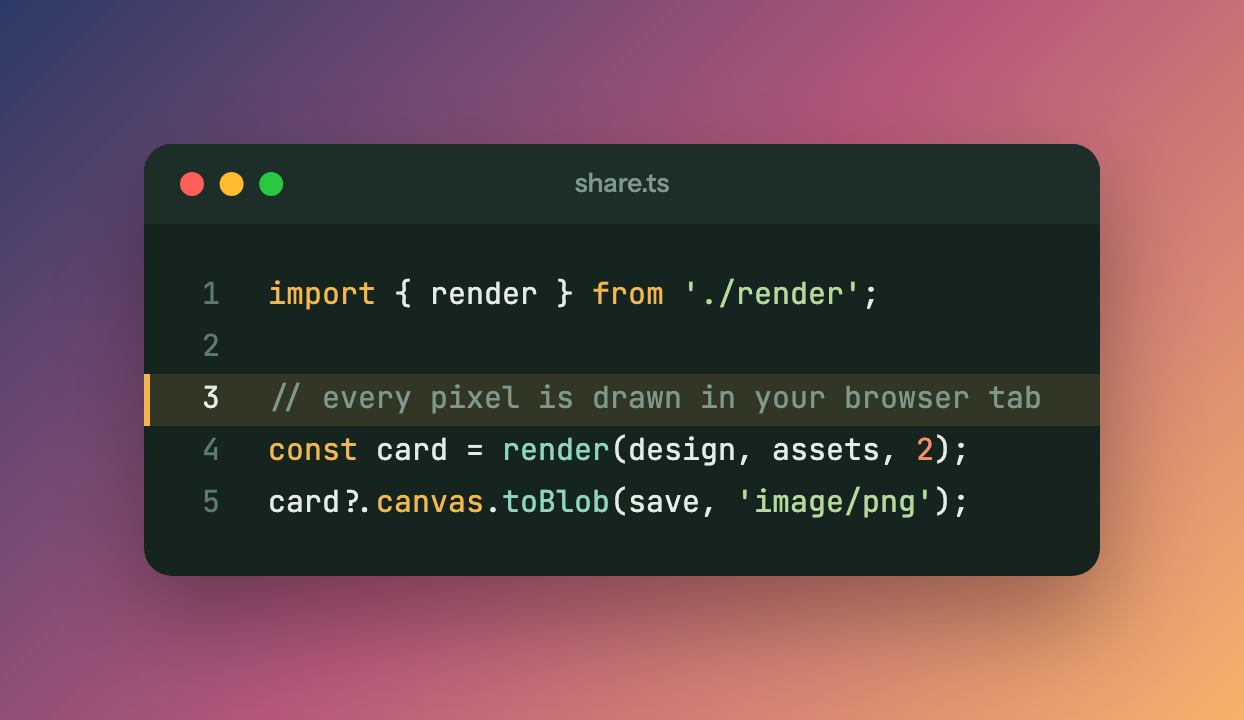 share.ts
1 import { render } from './render';
2
3 // every pixel is drawn in your browser tab
4 const card = render(design, assets, 2);
5 card?.canvas.toBlob(save, 'image/png');